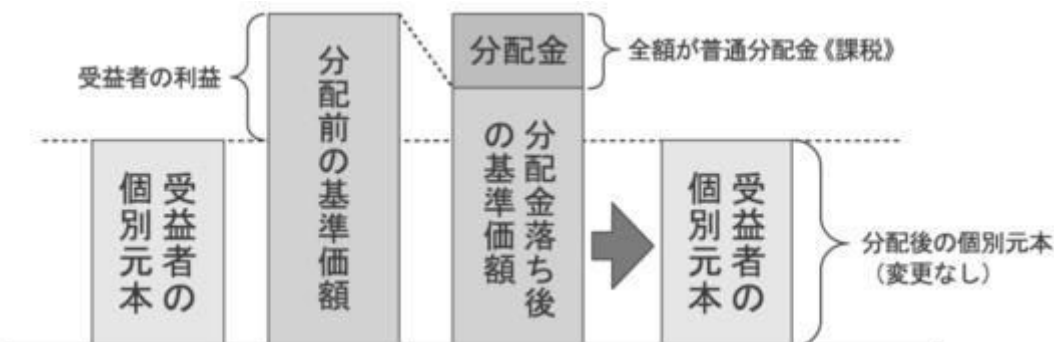 受益者の利益
受益者の
個別元本
分配前の基準価額
分配金
全額が普通分配金《課税》
分配金落ち後
の基準価額
受益者の
個別元本
分配後の個別元本
（変更なし）